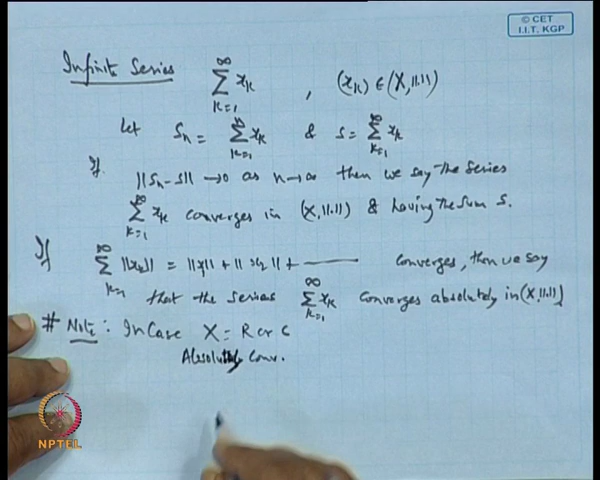 © CET
I.I.T. KGP
Infinite Series ∑_{k=1}^{∞} x_k , (x_k) ∈ (X, ||.||)
Let S_n = ∑_{k=1}^{n} x_k & s = ∑_{k=1}^{∞} x_k
If ||S_n - s|| → 0 as n → ∞ then we say the Series
∑_{k=1}^{∞} x_k converges in (X, ||.||) & having the sum s.
If ∑_{k=1}^{∞} ||x_k|| = ||x_1|| + ||x_2|| + ——— converges, then we say
that the series ∑_{k=1}^{∞} x_k converges absolutely in (X, ||.||)
# Note : In Case X = R or C
Absolutely Conv.
NPTEL